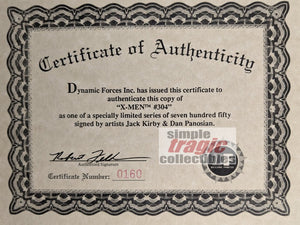 Certificate of Authenticity
Dynamic Forces Inc. has issued this certificate to
authenticate this copy of
"X-MEN™ #304"
as one of a specially limited series of seven hundred fifty
signed by artists Jack Kirby & Dan Panosian.
simple
tragic
collectibles
Authorized Signature
Certificate Number: 0160